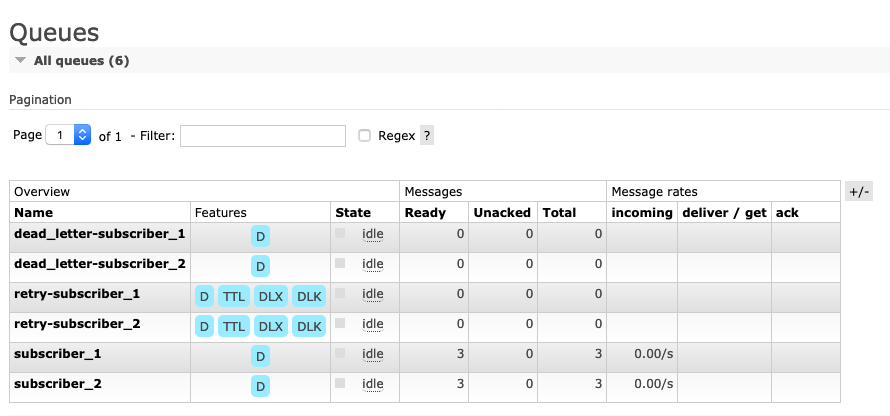 Queues
All queues (6)
Pagination
Page 1 of 1 - Filter: Regex ?
Overview Messages Message rates +/-
Name Features State Ready Unacked Total incoming deliver / get ack
dead_letter-subscriber_1 D idle 0 0 0
dead_letter-subscriber_2 D idle 0 0 0
retry-subscriber_1 D TTL DLX DLK idle 0 0 0
retry-subscriber_2 D TTL DLX DLK idle 0 0 0
subscriber_1 D idle 3 0 3 0.00/s
subscriber_2 D idle 3 0 3 0.00/s